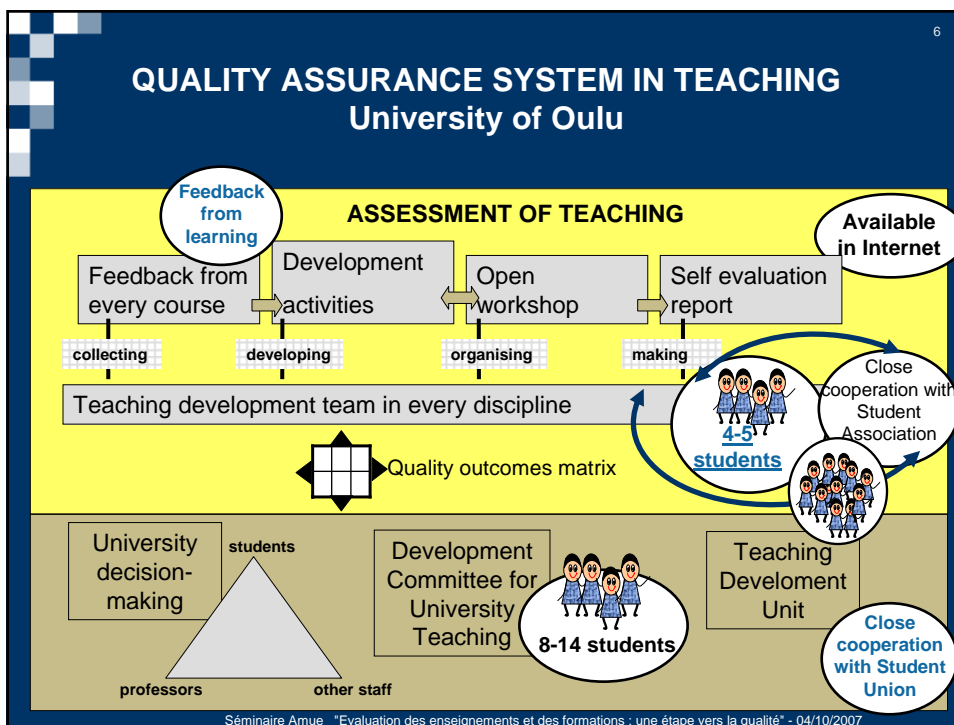 6
QUALITY ASSURANCE SYSTEM IN TEACHING
University of Oulu
Feedback
from
learning
ASSESSMENT OF TEACHING
Available
in Internet
Feedback from
every course
Development
activities
Open
workshop
Self evaluation
report
collecting
developing
organising
making
Teaching development team in every discipline
4-5
students
Close
cooperation with
Student
Association
Quality outcomes matrix
University
decision-
making
students
professors
other staff
Development
Committee for
University
Teaching
8-14 students
Teaching
Develoment
Unit
Close
cooperation
with Student
Union
Séminaire Amue "Evaluation des enseignements et des formations : une étape vers la qualité" - 04/10/2007